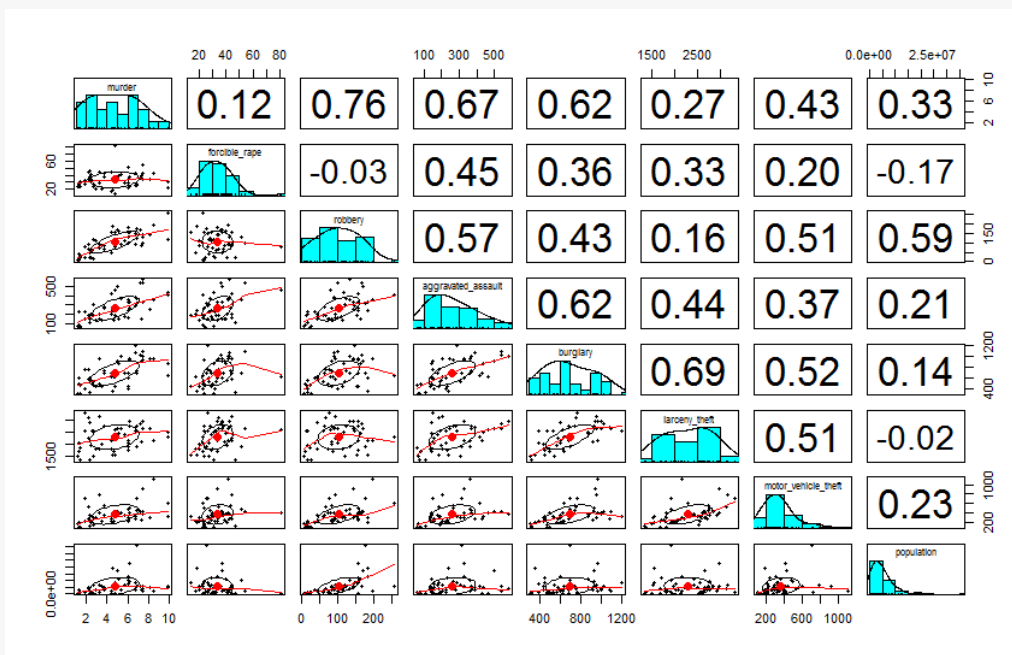 20 40 60 80 100 300 500 1500 2500 0.0e+00 2.5e+07
murder 0.12 0.76 0.67 0.62 0.27 0.43 0.33 2 6 10
20 60 forcible_rape -0.03 0.45 0.36 0.33 0.20 -0.17
robbery 0.57 0.43 0.16 0.51 0.59 0 150
100 500 aggravated_assault 0.62 0.44 0.37 0.21
burglary 0.69 0.52 0.14 400 1200
1500 larceny_theft 0.51 -0.02
motor_vehicle_theft 0.23 200 1000
0.0e+00 population
2 4 6 8 10 0 100 200 400 800 1200 200 600 1000